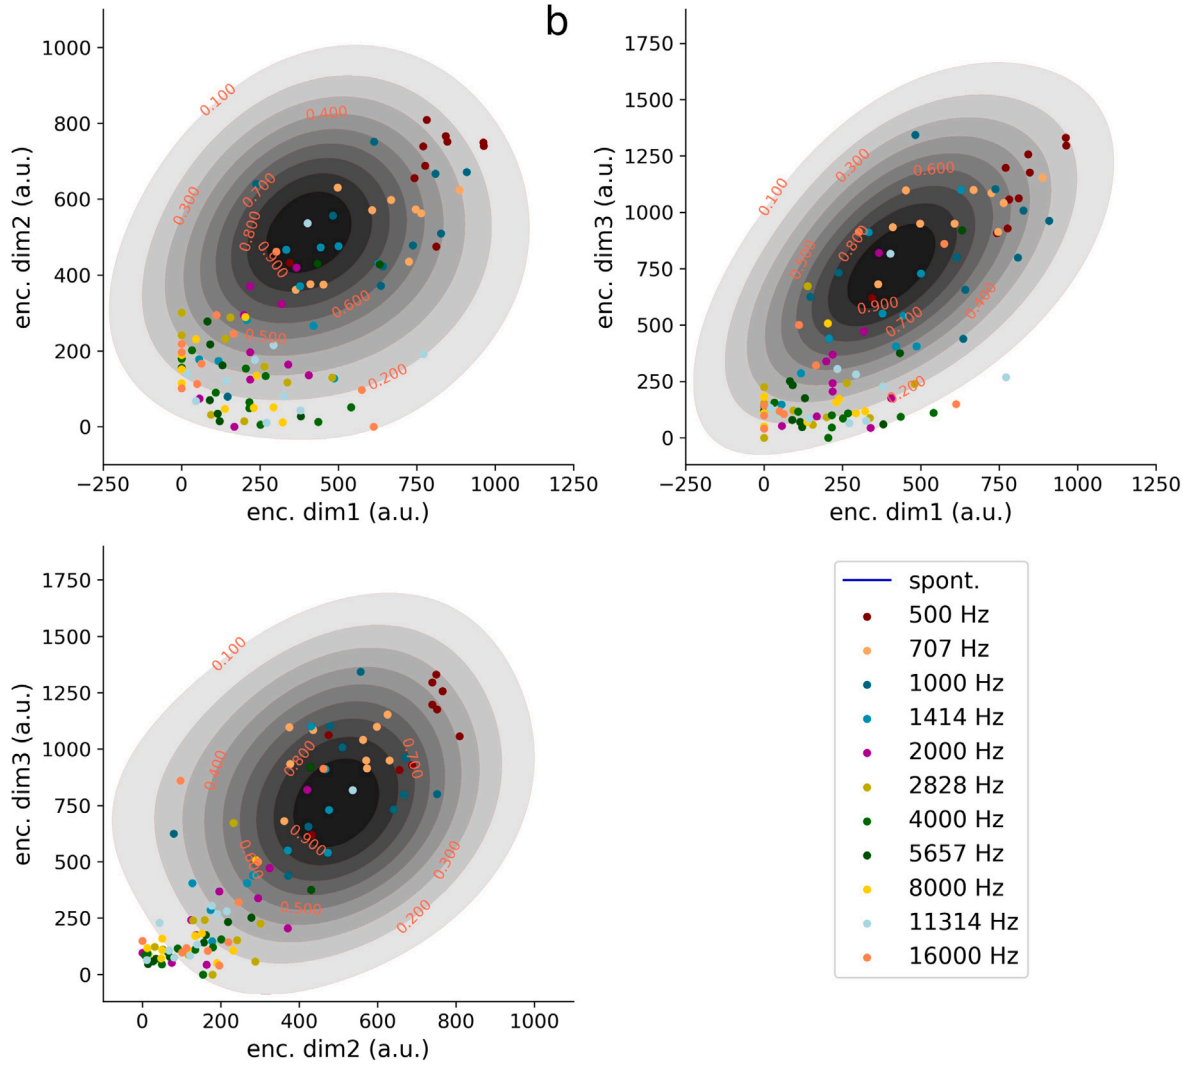 b
1000
800
600
400
200
0
enc. dim2 (a.u.)
0.100
0.400
0.300
0.700
0.800
0.900
0.600
0.500
0.200
−250 0 250 500 750 1000 1250
enc. dim1 (a.u.)
1750
1500
1250
1000
750
500
250
0
enc. dim3 (a.u.)
0.300
0.600
0.100
0.800
0.500
0.400
0.900
0.700
0.200
−250 0 250 500 750 1000 1250
enc. dim1 (a.u.)
1750
1500
1250
1000
750
500
250
0
enc. dim3 (a.u.)
0.100
0.400
0.800
0.700
0.900
0.600
0.300
0.500
0.200
0 200 400 600 800 1000
enc. dim2 (a.u.)
spont.
500 Hz
707 Hz
1000 Hz
1414 Hz
2000 Hz
2828 Hz
4000 Hz
5657 Hz
8000 Hz
11314 Hz
16000 Hz